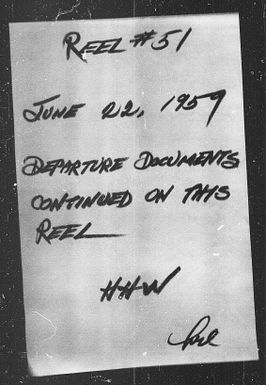 REEL #51
JUNE 22, 1959
DEPARTURE DOCUMENTS
CONTINUED ON THIS
REEL
HHW